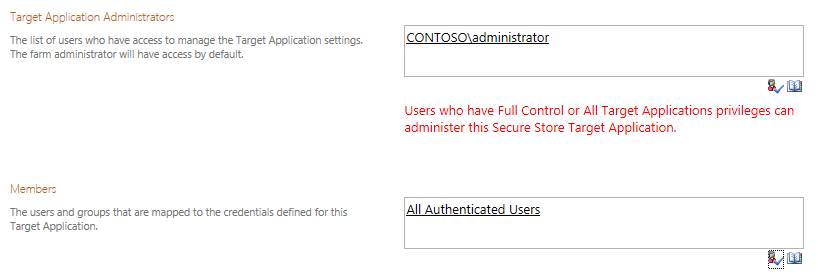 Target Application Administrators
The list of users who have access to manage the Target Application settings.
The farm administrator will have access by default.
CONTOSO\administrator
Users who have Full Control or All Target Applications privileges can
administer this Secure Store Target Application.
Members
The users and groups that are mapped to the credentials defined for this
Target Application.
All Authenticated Users